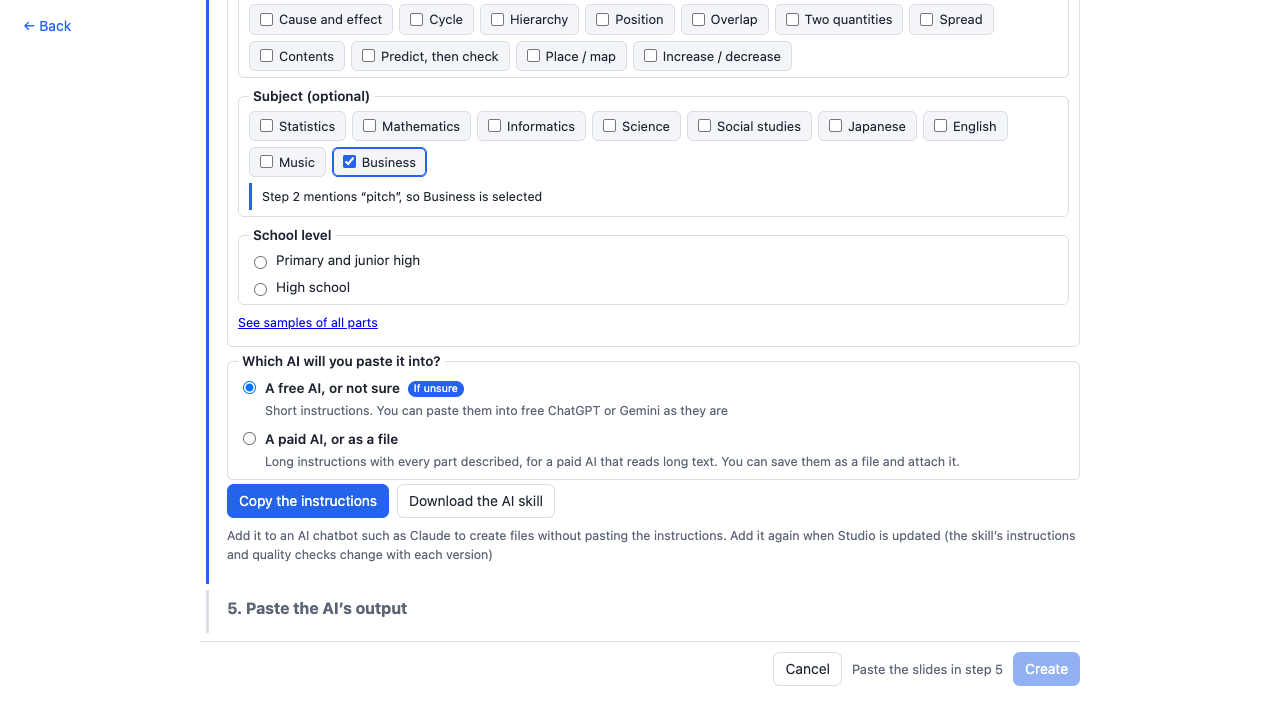 ← Back
Cause and effect Cycle Hierarchy Position Overlap Two quantities Spread
Contents Predict, then check Place / map Increase / decrease
Subject (optional)
Statistics Mathematics Informatics Science Social studies Japanese English
Music Business
Step 2 mentions “pitch”, so Business is selected
School level
Primary and junior high
High school
See samples of all parts
Which AI will you paste it into?
A free AI, or not sure If unsure
Short instructions. You can paste them into free ChatGPT or Gemini as they are
A paid AI, or as a file
Long instructions with every part described, for a paid AI that reads long text. You can save them as a file and attach it.
Copy the instructions Download the AI skill
Add it to an AI chatbot such as Claude to create files without pasting the instructions. Add it again when Studio is updated (the skill’s instructions
and quality checks change with each version)
5. Paste the AI’s output
Cancel Paste the slides in step 5 Create